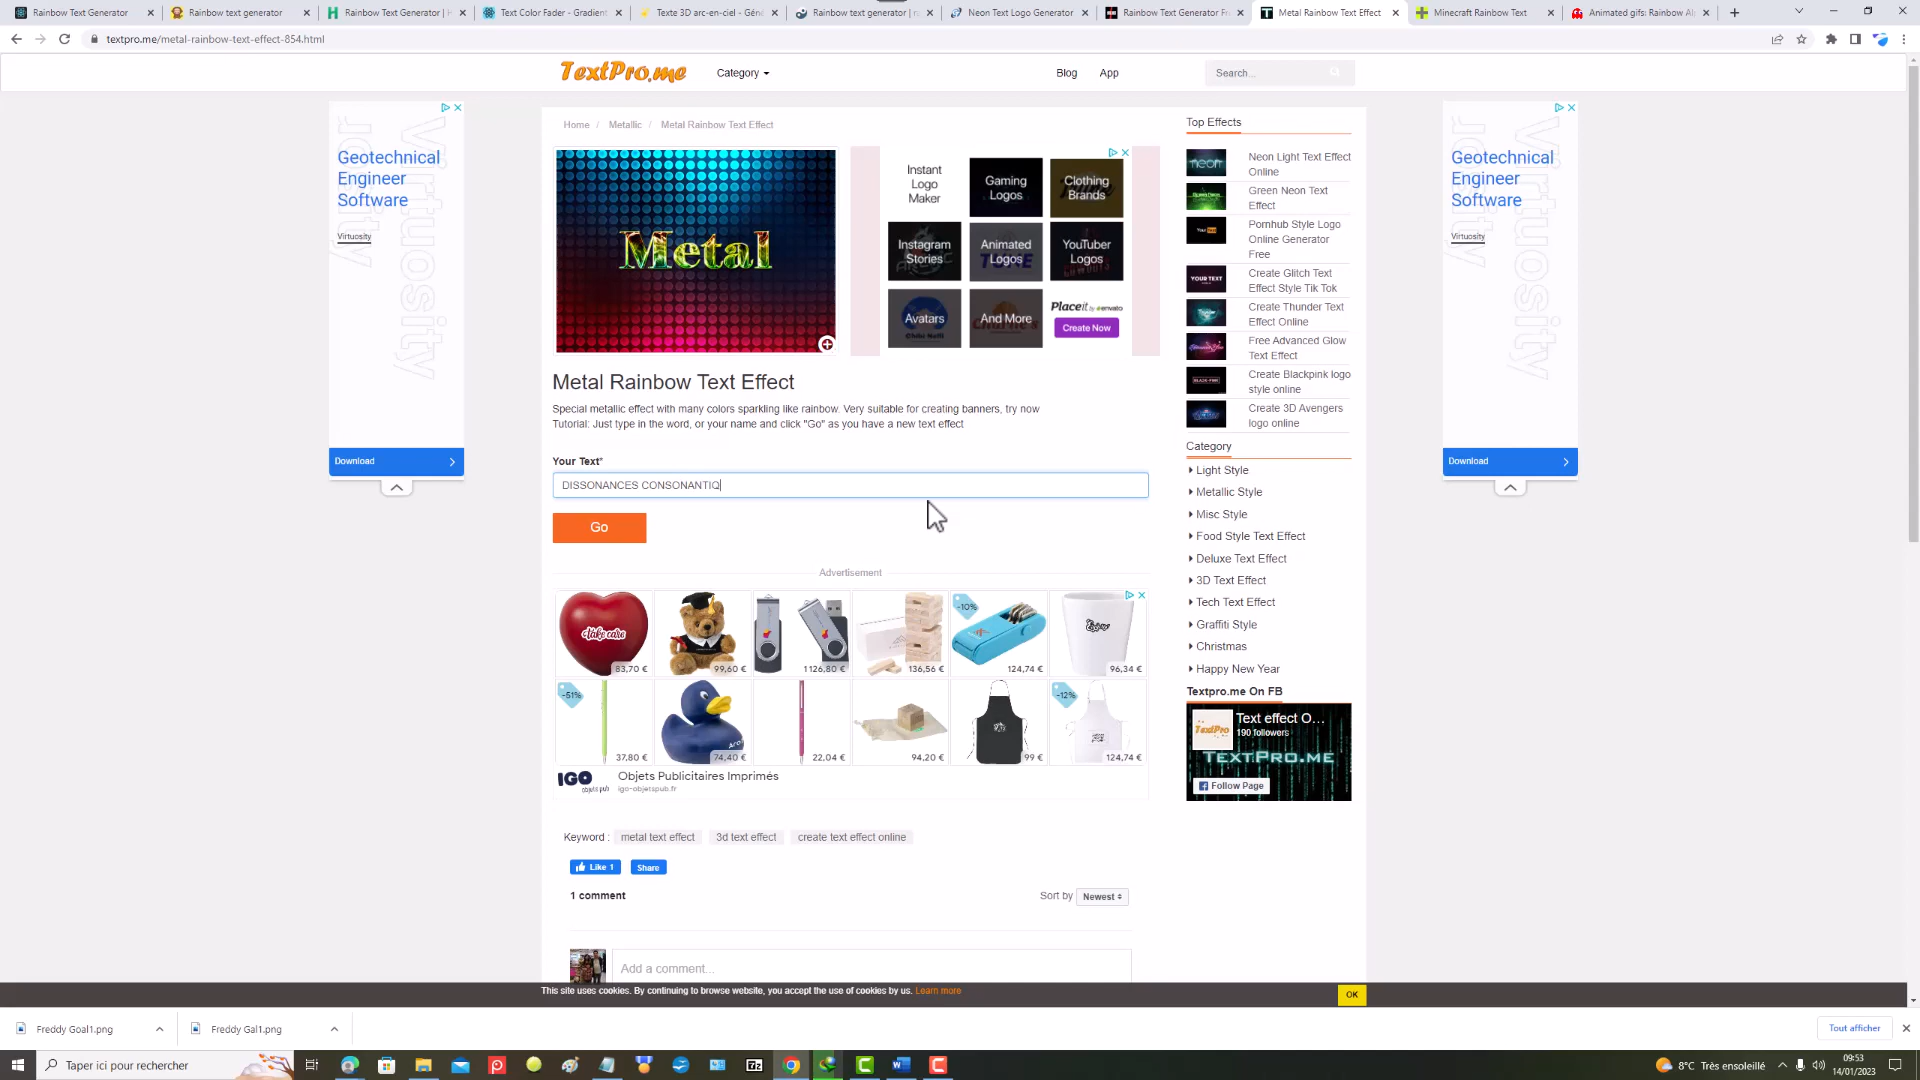 Rainbow Text Generator
Rainbow text generator
Rainbow Text Generator | H
Text Color Fader - Gradient
Texte 3D arc-en-ciel - Géné
Rainbow text generator | ra
Neon Text Logo Generator
Rainbow Text Generator Fr
Metal Rainbow Text Effect
Minecraft Rainbow Text
Animated gifs: Rainbow Al
textpro.me/metal-rainbow-text-effect-854.html
TextPro.me
Category
Blog
App
Search...
Home / Metallic / Metal Rainbow Text Effect
Geotechnical
Engineer
Software
Virtuosity
Download
Metal
Instant
Logo
Maker
Gaming
Logos
Clothing
Brands
Instagram
Stories
Animated
Logos
YouTuber
Logos
Avatars
And More
Placeit by envato
Create Now
Metal Rainbow Text Effect
Special metallic effect with many colors sparkling like rainbow. Very suitable for creating banners, try now
Tutorial: Just type in the word, or your name and click "Go" as you have a new text effect
Your Text*
DISSONANCES CONSONANTIQ
Go
Advertisement
take care
83,70 €
99,60 €
1126,80 €
136,56 €
-10%
124,74 €
Enjoy
96,34 €
-51%
37,80 €
74,40 €
22,04 €
94,20 €
99 €
-12%
124,74 €
IGO
objets pub
Objets Publicitaires Imprimés
igo-objetspub.fr
Keyword : metal text effect 3d text effect create text effect online
Like 1
Share
1 comment
Sort by Newest
Add a comment...
Top Effects
Neon Light Text Effect
Online
Green Neon Text
Effect
Pornhub Style Logo
Online Generator
Free
Create Glitch Text
Effect Style Tik Tok
Create Thunder Text
Effect Online
Free Advanced Glow
Text Effect
Create Blackpink logo
style online
Create 3D Avengers
logo online
Category
Light Style
Metallic Style
Misc Style
Food Style Text Effect
Deluxe Text Effect
3D Text Effect
Tech Text Effect
Graffiti Style
Christmas
Happy New Year
Textpro.me On FB
TextPro
Text effect O...
190 followers
TextPro.me
Follow Page
Geotechnical
Engineer
Software
Virtuosity
Download
This site uses cookies. By continuing to browse website, you accept the use of cookies by us. Learn more
OK
Freddy Goal1.png
Freddy Gal1.png
Tout afficher
Taper ici pour rechercher
8°C Très ensoleillé
09:53
14/01/2023